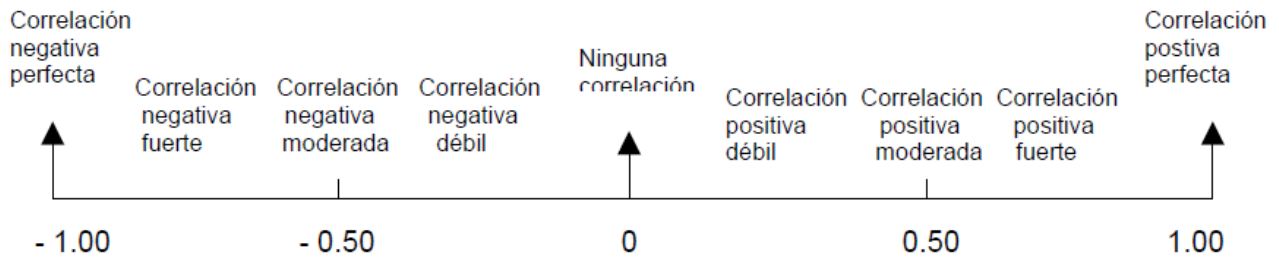 Correlación
negativa
perfecta
Correlación
negativa
fuerte
Correlación
negativa
moderada
Correlación
negativa
débil
Ninguna
correlación
Correlación
positiva
débil
Correlación
positiva
moderada
Correlación
positiva
fuerte
Correlación
postiva
perfecta
- 1.00
- 0.50
0
0.50
1.00